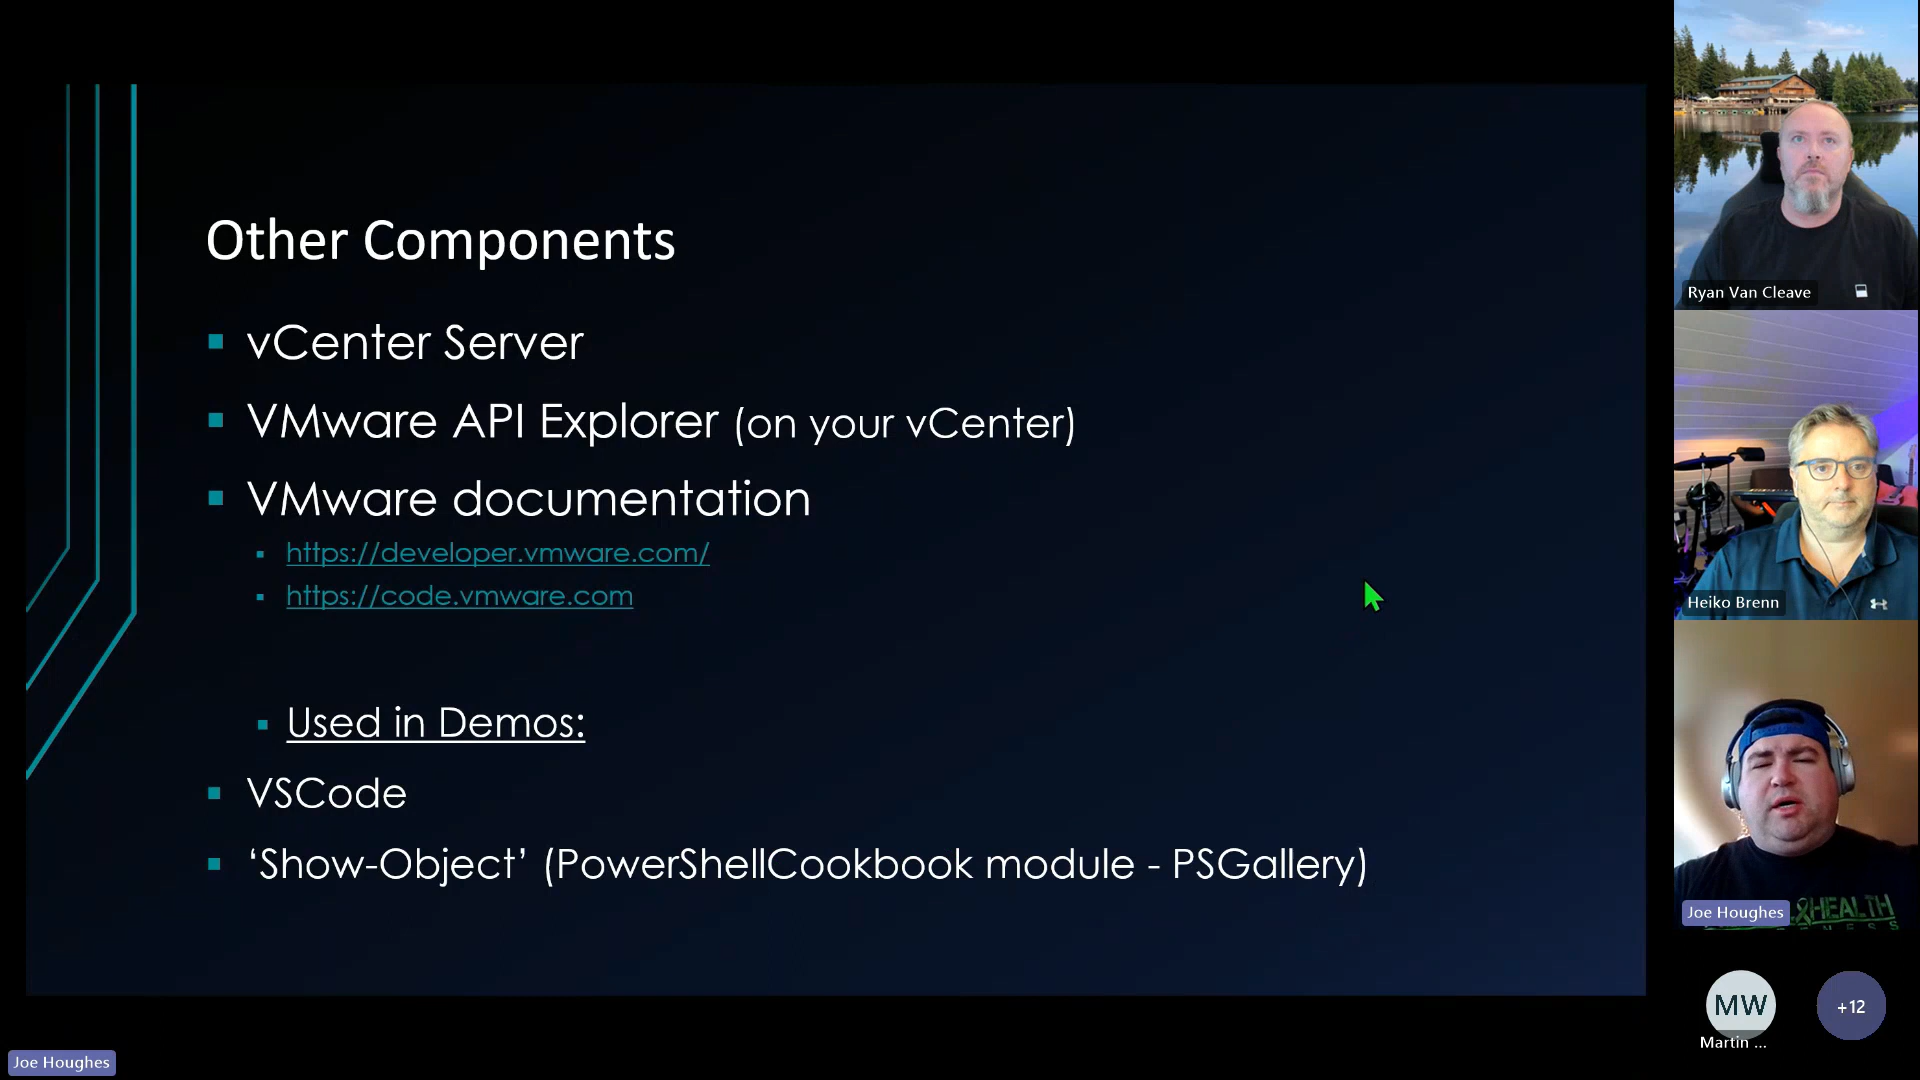 Other Components
vCenter Server
VMware API Explorer (on your vCenter)
VMware documentation
https://developer.vmware.com/
https://code.vmware.com
Used in Demos:
VSCode
‘Show-Object’ (PowerShellCookbook module - PSGallery)
Ryan Van Cleave
Heiko Brenn
HEALTH
Joe Houghes
MW
+12
Martin ...
Joe Houghes